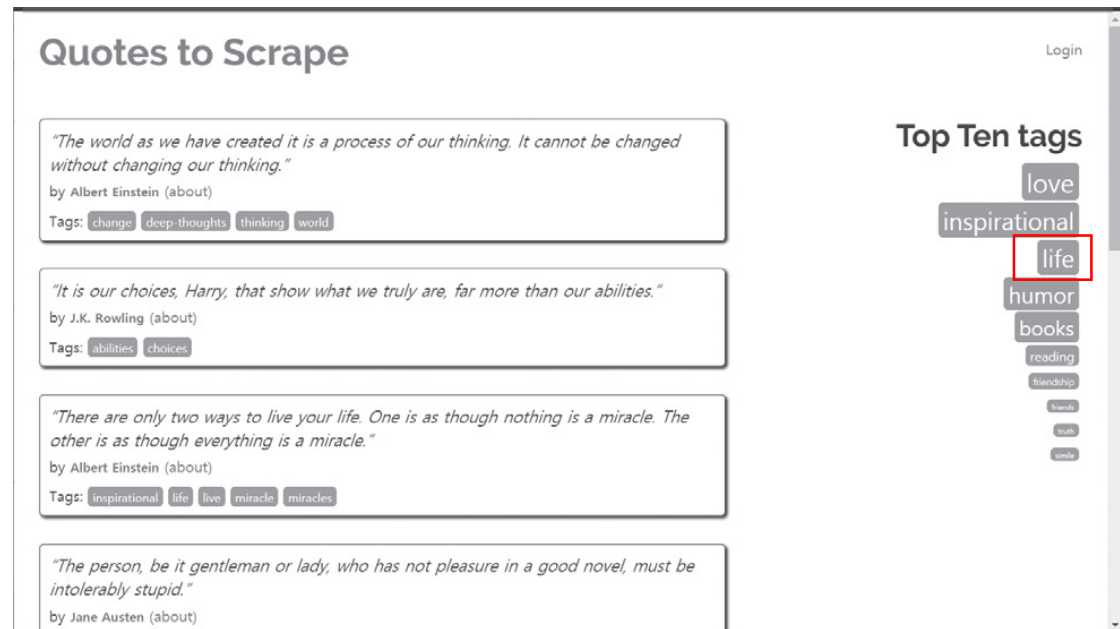 Quotes to Scrape
Login
“The world as we have created it is a process of our thinking. It cannot be changed
without changing our thinking.”
by Albert Einstein (about)
Tags: change deep-thoughts thinking world
“It is our choices, Harry, that show what we truly are, far more than our abilities.”
by J.K. Rowling (about)
Tags: abilities choices
“There are only two ways to live your life. One is as though nothing is a miracle. The
other is as though everything is a miracle.”
by Albert Einstein (about)
Tags: inspirational life live miracle miracles
“The person, be it gentleman or lady, who has not pleasure in a good novel, must be
intolerably stupid.”
by Jane Austen (about)
Top Ten tags
love
inspirational
life
humor
books
reading
friendship
friends
truth
simile